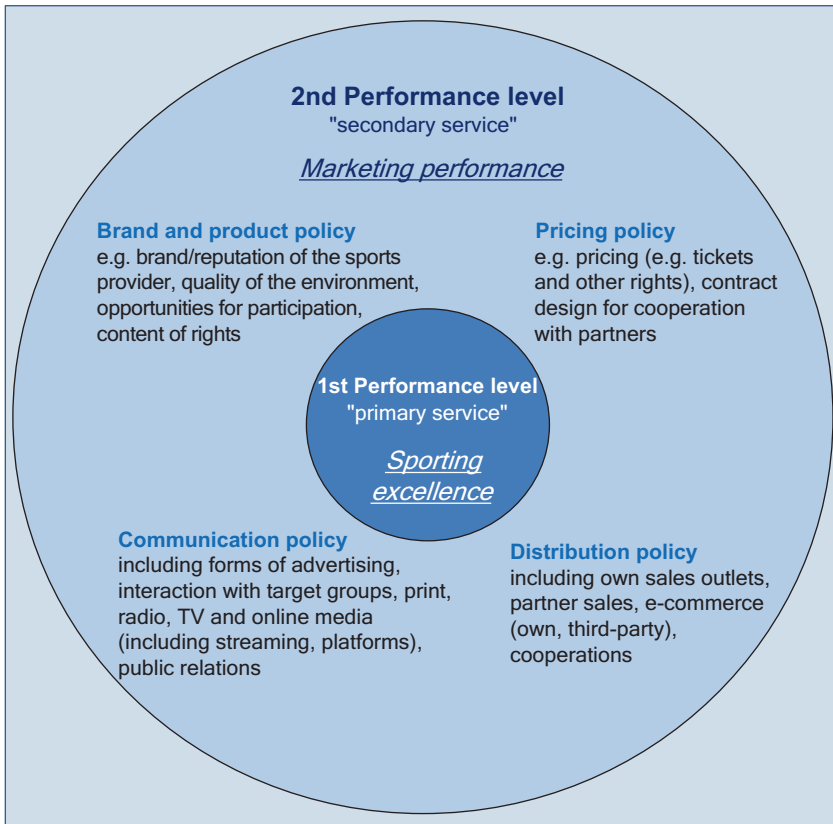 2nd Performance level
"secondary service"
Marketing performance
Brand and product policy
e.g. brand/reputation of the sports
provider, quality of the environment,
opportunities for participation,
content of rights
Pricing policy
e.g. pricing (e.g. tickets
and other rights), contract
design for cooperation
with partners
1st Performance level
"primary service"
Sporting
excellence
Communication policy
including forms of advertising,
interaction with target groups, print,
radio, TV and online media
(including streaming, platforms),
public relations
Distribution policy
including own sales outlets,
partner sales, e-commerce
(own, third-party),
cooperations